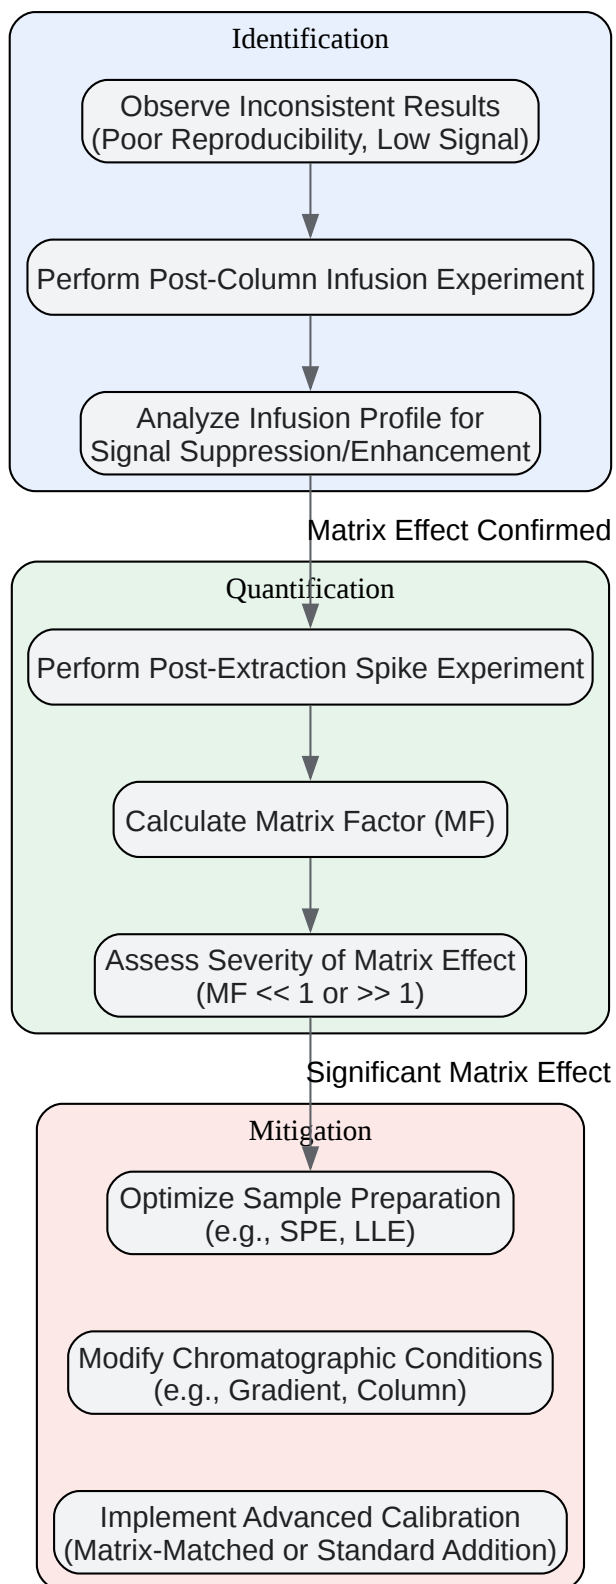 Identification
Observe Inconsistent Results
(Poor Reproducibility, Low Signal)
Perform Post-Column Infusion Experiment
Analyze Infusion Profile for
Signal Suppression/Enhancement
Matrix Effect Confirmed
Quantification
Perform Post-Extraction Spike Experiment
Calculate Matrix Factor (MF)
Assess Severity of Matrix Effect
(MF << 1 or >> 1)
Significant Matrix Effect
Mitigation
Optimize Sample Preparation
(e.g., SPE, LLE)
Modify Chromatographic Conditions
(e.g., Gradient, Column)
Implement Advanced Calibration
(Matrix-Matched or Standard Addition)